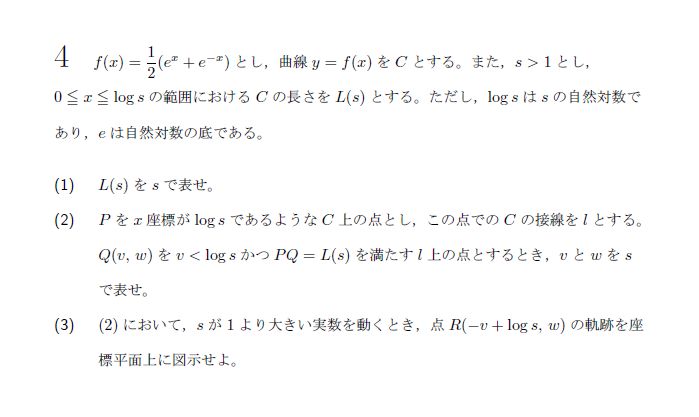 4 f(x) = 1/2(e^x + e^{-x}) とし，曲線 y = f(x) を C とする。また，s > 1 とし，
0 ≦ x ≦ log s の範囲における C の長さを L(s) とする。ただし，log s は s の自然対数で
あり，e は自然対数の底である。
(1) L(s) を s で表せ。
(2) P を x 座標が log s であるような C 上の点とし，この点での C の接線を l とする。
Q(v, w) を v < log s かつ PQ = L(s) を満たす l 上の点とするとき，v と w を s
で表せ。
(3) (2) において，s が 1 より大きい実数を動くとき，点 R(−v + log s, w) の軌跡を座
標平面上に図示せよ。